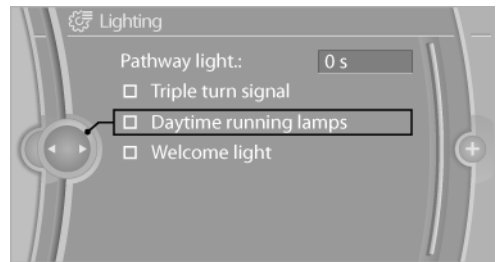 Lighting
Pathway light.: 0 s
Triple turn signal
Daytime running lamps
Welcome light